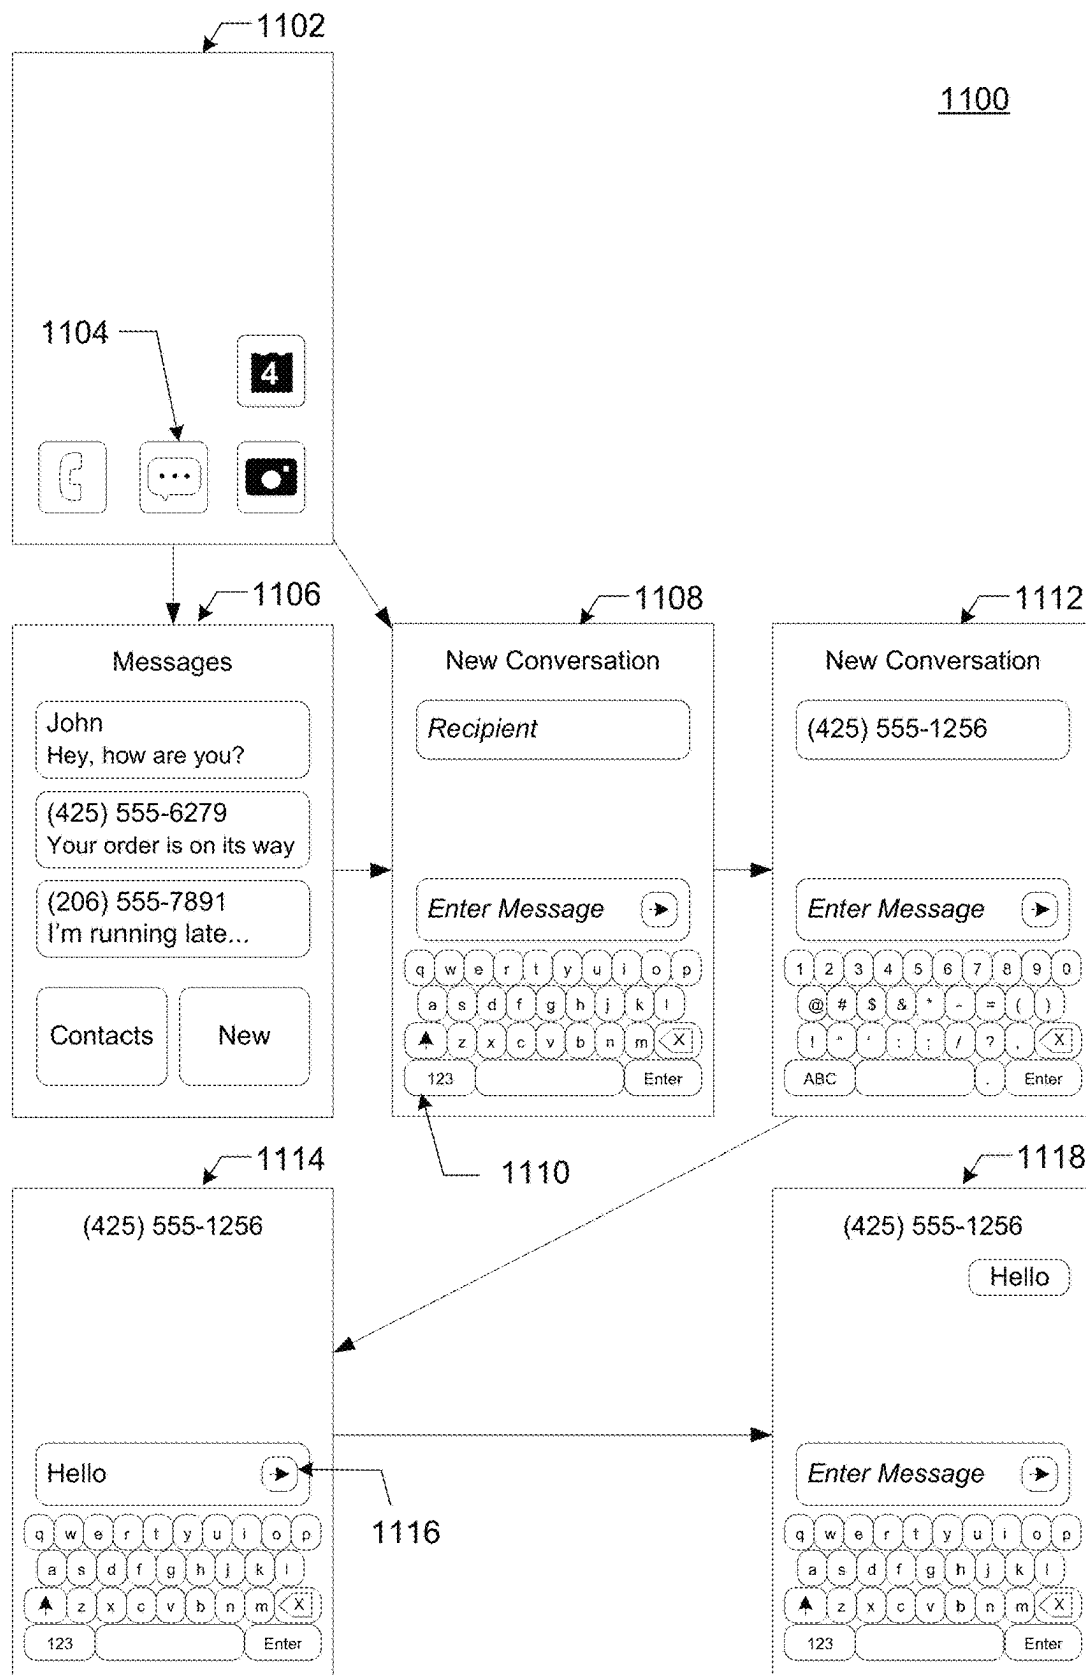 1102
1100
1104
4
1106
1108
1112
Messages
New Conversation
New Conversation
John
Hey, how are you?
Recipient
(425) 555-1256
(425) 555-6279
Your order is on its way
(206) 555-7891
I'm running late...
Enter Message
Enter Message
Contacts
New
q w e r t y u i o p
a s d f g h j k l
z x c v b n m X
123
Enter
1 2 3 4 5 6 7 8 9 0
@ # $ & * - = ( )
! " ' : ; / ? , X
ABC
.
Enter
1110
1114
1118
(425) 555-1256
(425) 555-1256
Hello
Hello
Enter Message
1116
q w e r t y u i o p
a s d f g h j k l
z x c v b n m X
123
Enter
q w e r t y u i o p
a s d f g h j k l
z x c v b n m X
123
Enter